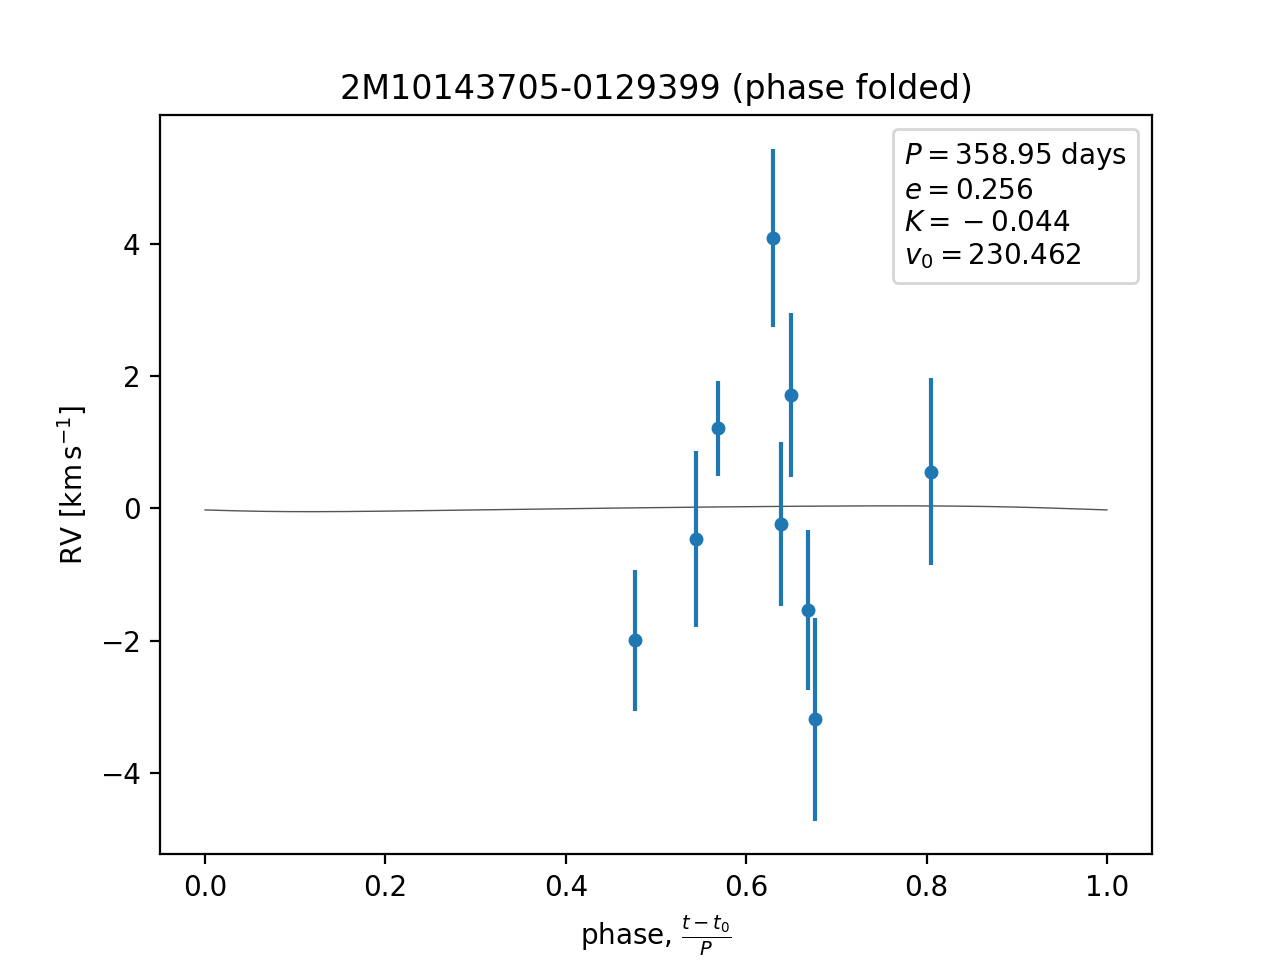 2M10143705-0129399 (phase folded)
P = 358.95 days
e = 0.256
K = −0.044
v₀ = 230.462
4
2
0
−2
−4
RV [km s⁻¹]
0.0 0.2 0.4 0.6 0.8 1.0
phase, (t − t₀)/P